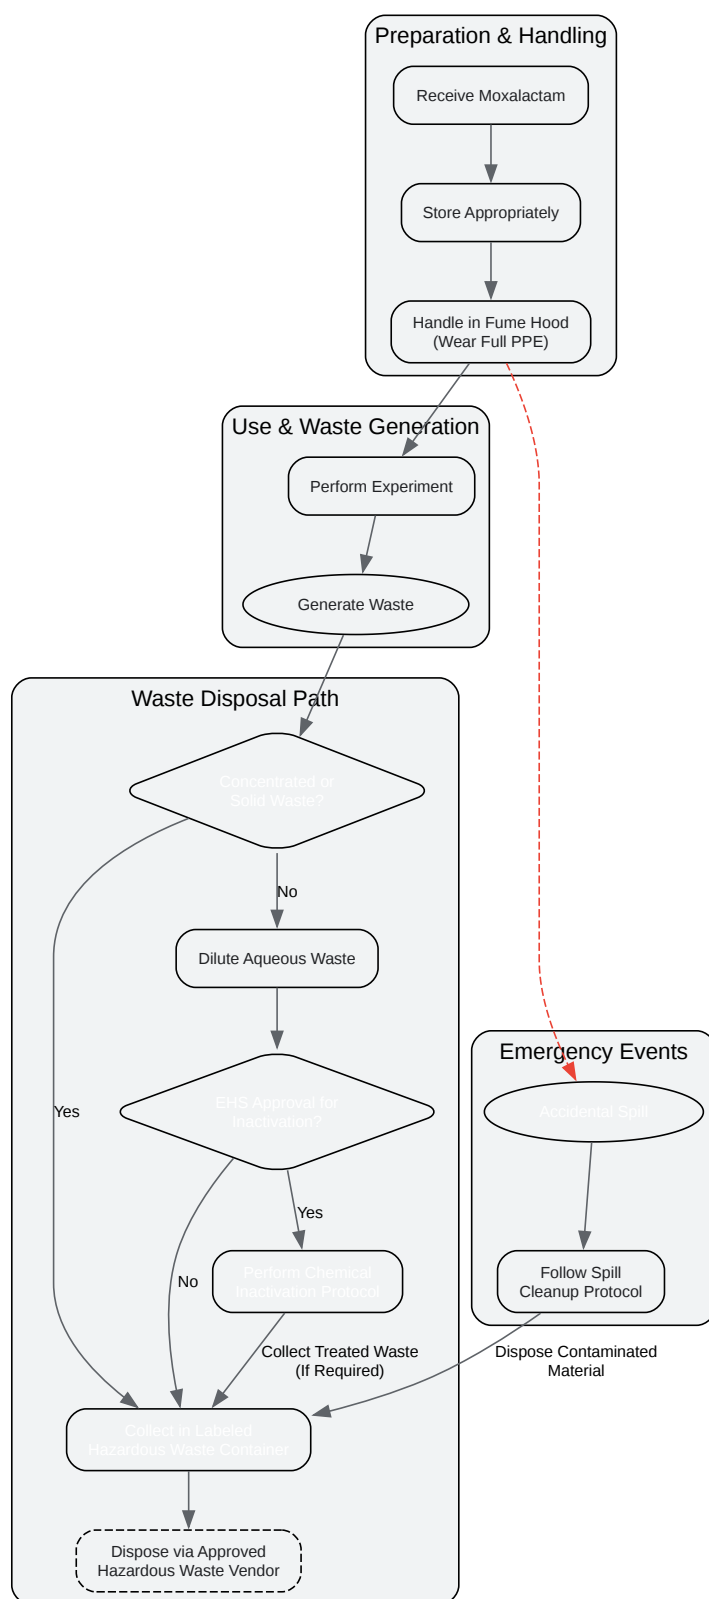 Preparation & Handling
Receive Moxalactam
Store Appropriately
Handle in Fume Hood
(Wear Full PPE)
Use & Waste Generation
Perform Experiment
Generate Waste
Waste Disposal Path
Concentrated or
Solid Waste?
No
Dilute Aqueous Waste
Emergency Events
Accidental Spill
EHS Approval for
Inactivation?
Yes
Yes
No
Perform Chemical
Inactivation Protocol
Follow Spill
Cleanup Protocol
Collect Treated Waste
(If Required)
Dispose Contaminated
Material
Collect in Labeled
Hazardous Waste Container
Dispose via Approved
Hazardous Waste Vendor